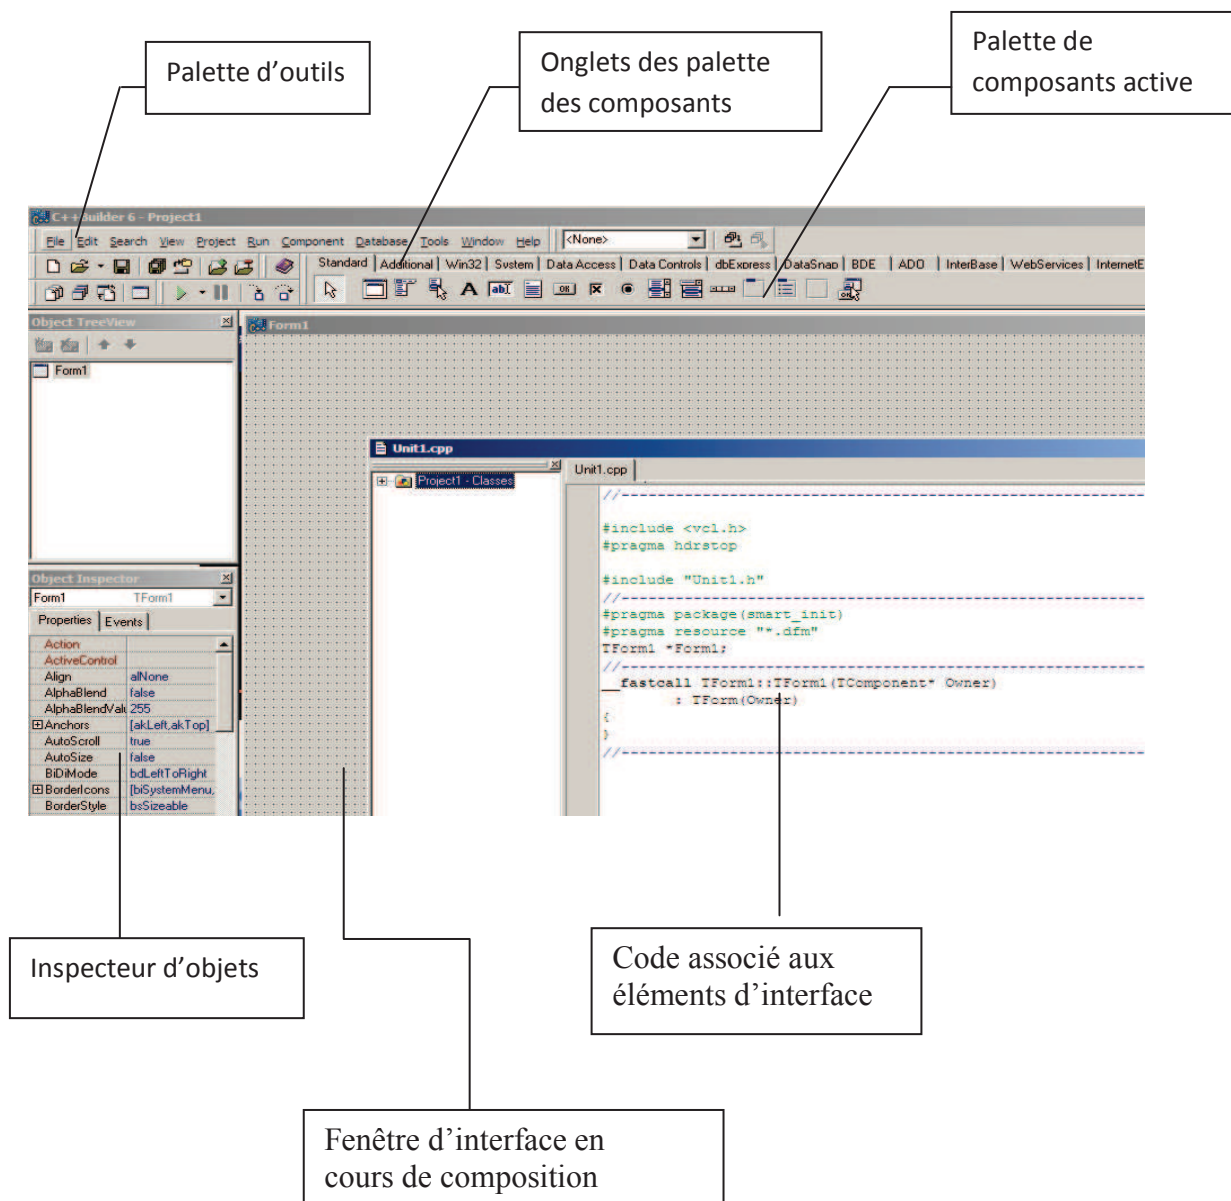 Palette d’outils
Onglets des palette
des composants
Palette de
composants active
C++Builder 6 - Project1
File Edit Search View Project Run Component Database Tools Window Help <None>
Standard Additional Win32 System Data Access Data Controls dbExpress DataSnap BDE ADO InterBase WebServices InternetE
Object TreeView
Form1
Form1
Unit1.cpp
Project1 - Classes
Unit1.cpp
//----------------------------------------------------------
#include <vcl.h>
#pragma hdrstop
#include "Unit1.h"
//----------------------------------------------------------
#pragma package(smart_init)
#pragma resource "*.dfm"
TForm1 *Form1;
//----------------------------------------------------------
__fastcall TForm1::TForm1(TComponent* Owner)
: TForm(Owner)
{
}
//----------------------------------------------------------
Object Inspector
Form1 TForm1
Properties Events
Action
ActiveControl
Align alNone
AlphaBlend false
AlphaBlendValu 255
Anchors [akLeft,akTop]
AutoScroll true
AutoSize false
BiDiMode bdLeftToRight
BorderIcons [biSystemMenu,
BorderStyle bsSizeable
Inspecteur d’objets
Code associé aux
éléments d’interface
Fenêtre d’interface en
cours de composition